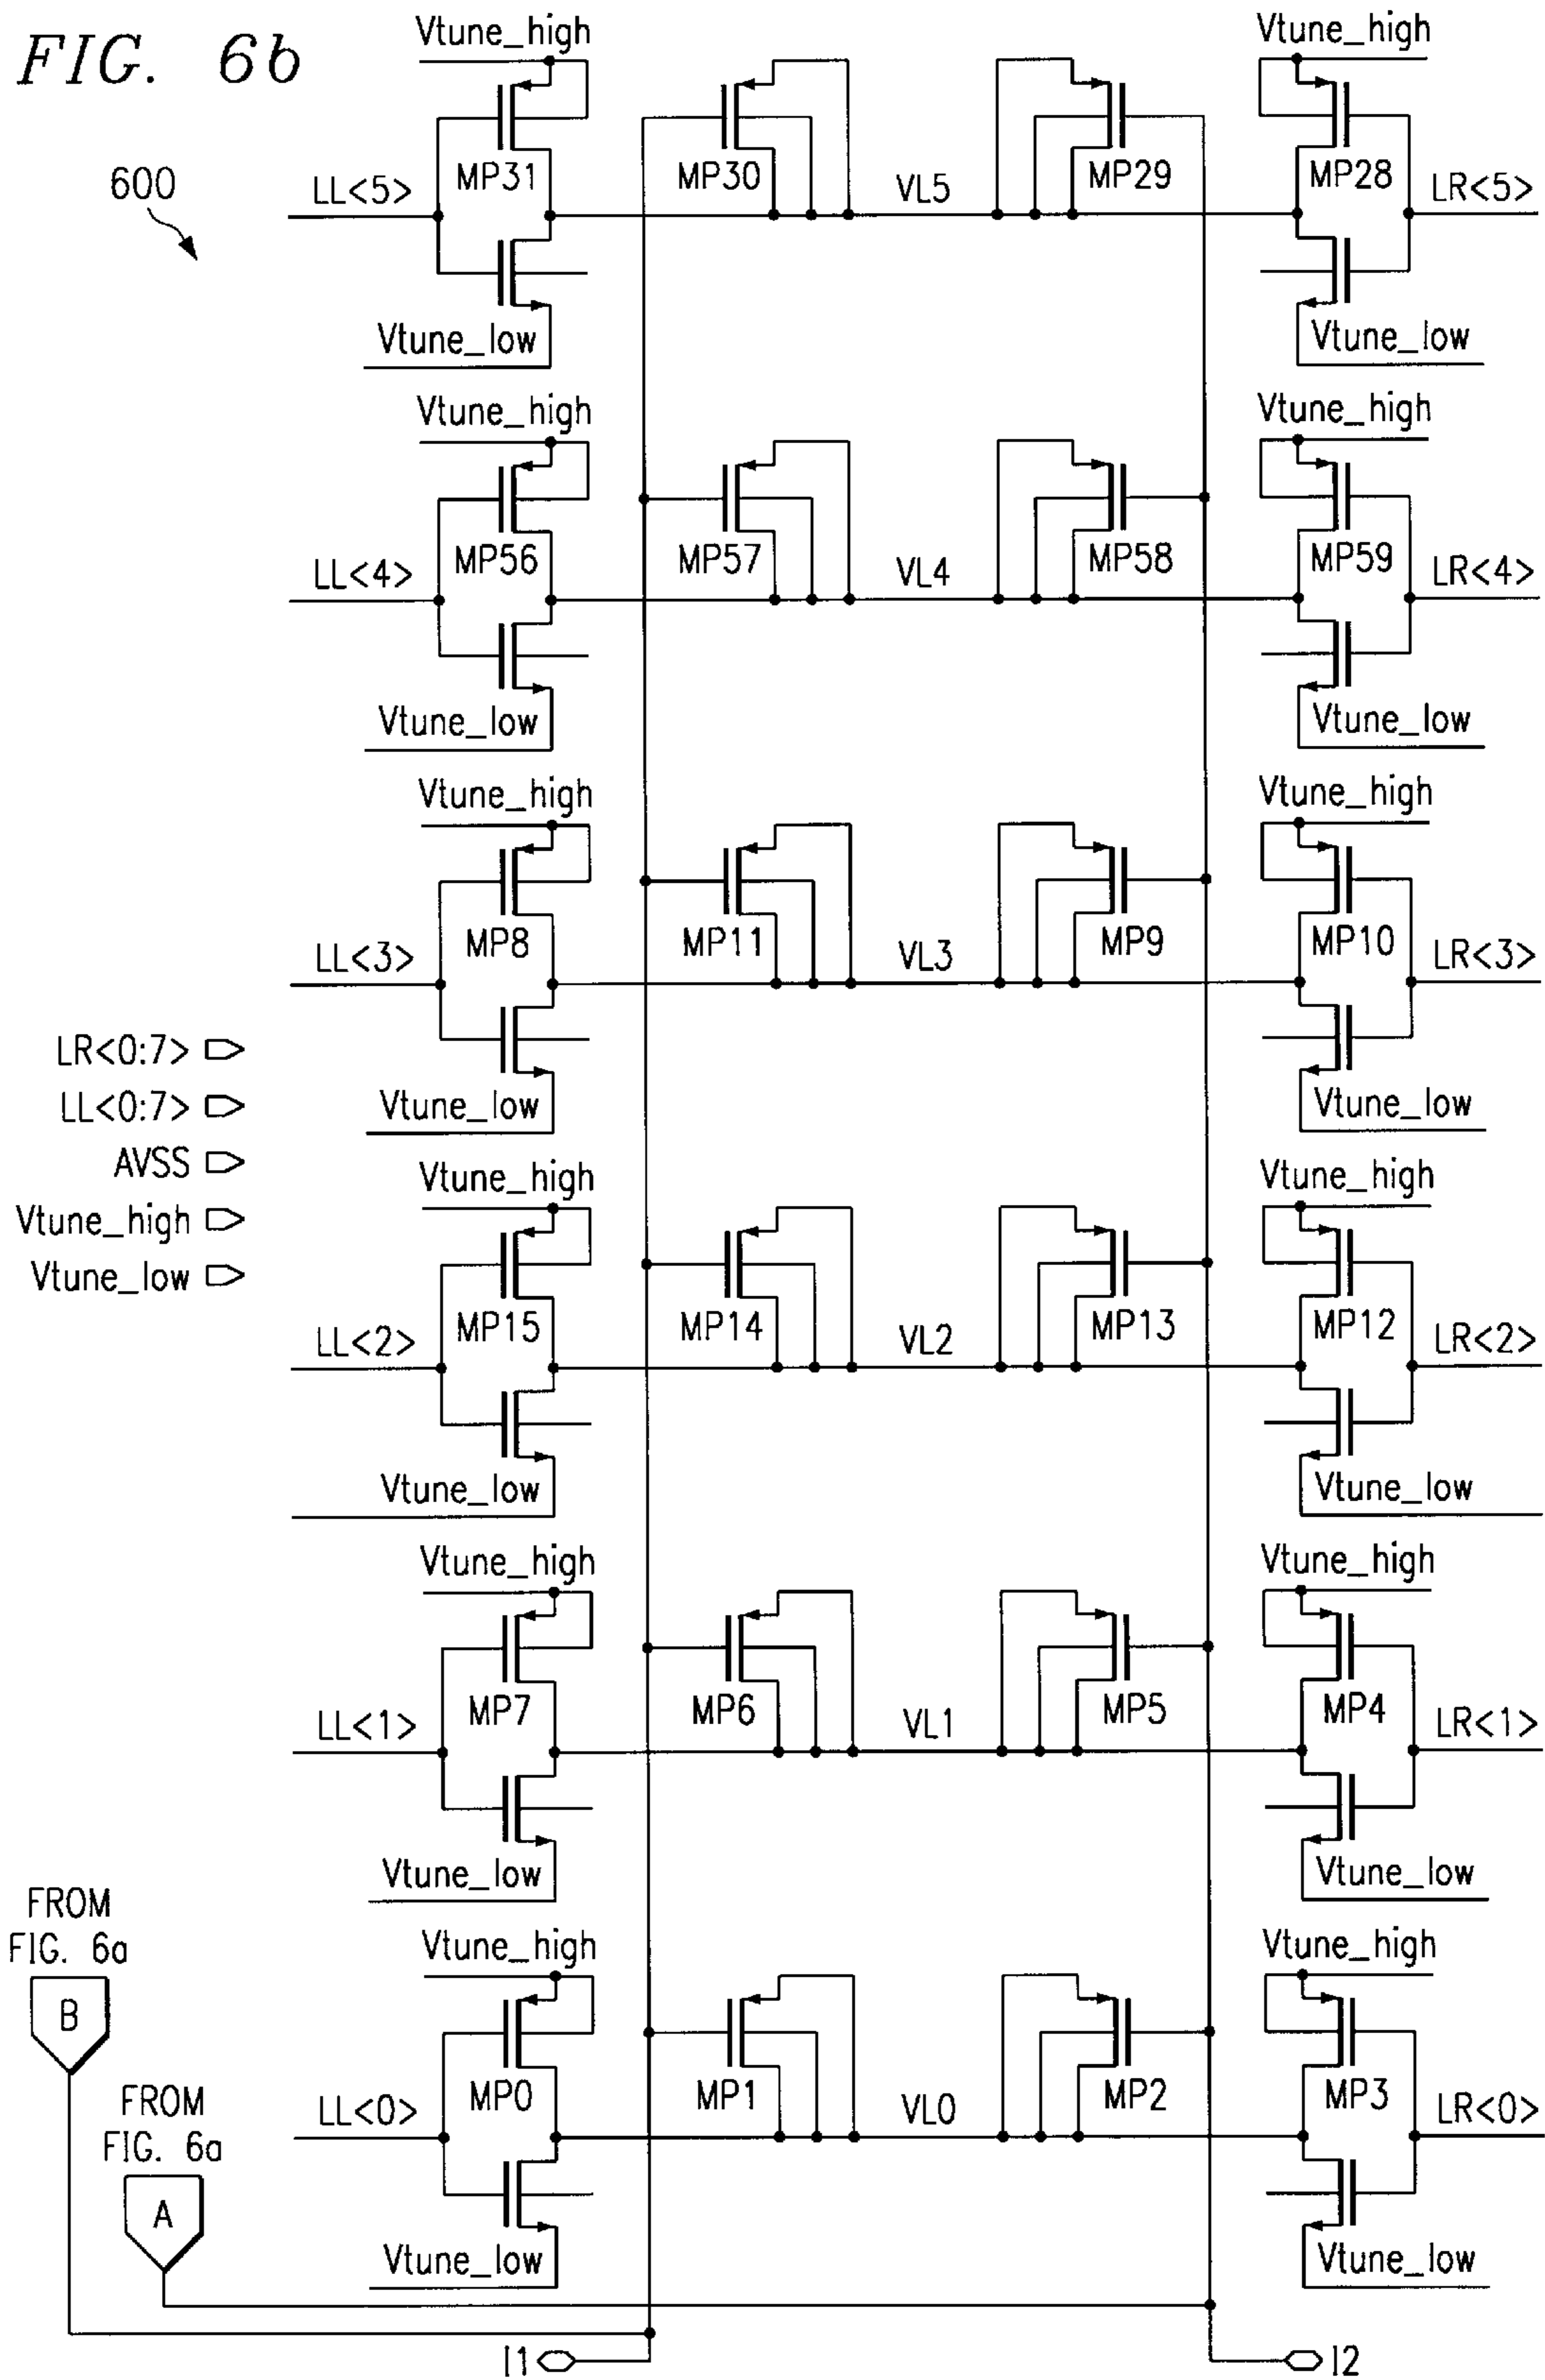 FIG. 6b
600
Vtune_high Vtune_high
MP31 MP30 MP29 MP28
LL<5> VL5 LR<5>
Vtune_low Vtune_low
Vtune_high Vtune_high
MP56 MP57 MP58 MP59
LL<4> VL4 LR<4>
Vtune_low Vtune_low
Vtune_high Vtune_high
MP8 MP11 MP9 MP10
LL<3> VL3 LR<3>
Vtune_low Vtune_low
LR<0:7>
LL<0:7>
AVSS
Vtune_high
Vtune_low
Vtune_high Vtune_high
MP15 MP14 MP13 MP12
LL<2> VL2 LR<2>
Vtune_low Vtune_low
Vtune_high Vtune_high
MP7 MP6 MP5 MP4
LL<1> VL1 LR<1>
Vtune_low Vtune_low
FROM
FIG. 6a
B
Vtune_high Vtune_high
MP0 MP1 MP2 MP3
LL<0> VL0 LR<0>
Vtune_low Vtune_low
FROM
FIG. 6a
A
I1 I2